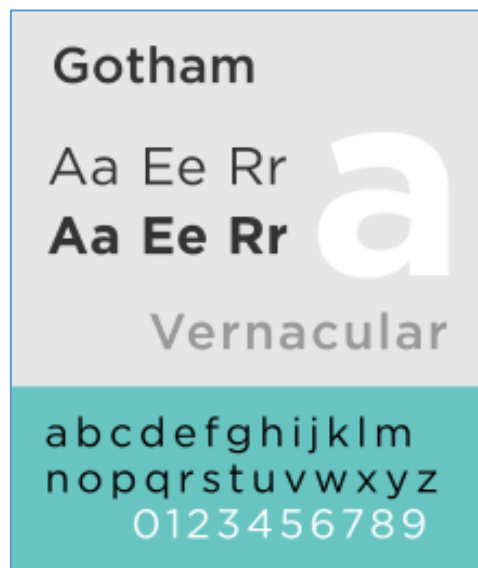 Gotham
Aa Ee Rr
Aa Ee Rr
a
Vernacular
abcdefghijklm
nopqrstuvwxyz
0123456789